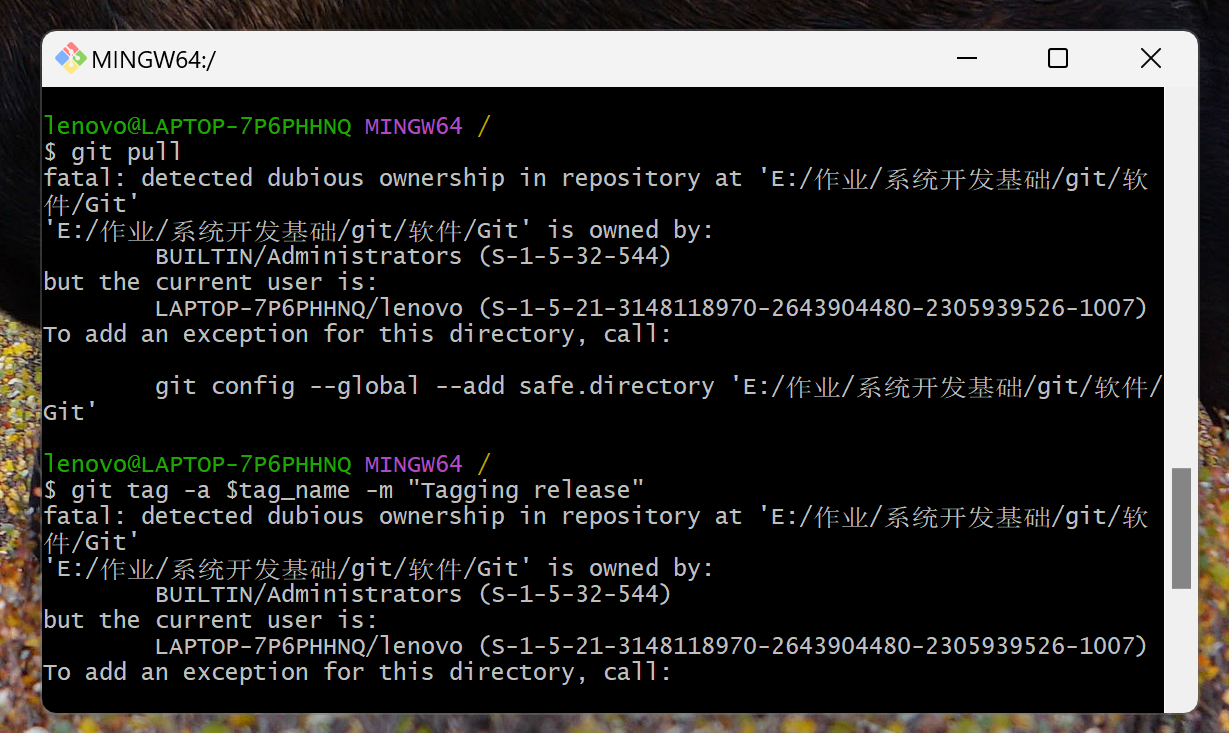 MINGW64:/
lenovo@LAPTOP-7P6PHHNQ MINGW64 /
$ git pull
fatal: detected dubious ownership in repository at 'E:/作业/系统开发基础/git/软
件/Git'
'E:/作业/系统开发基础/git/软件/Git' is owned by:
        BUILTIN/Administrators (S-1-5-32-544)
but the current user is:
        LAPTOP-7P6PHHNQ/lenovo (S-1-5-21-3148118970-2643904480-2305939526-1007)
To add an exception for this directory, call:
        git config --global --add safe.directory 'E:/作业/系统开发基础/git/软件/
Git'
lenovo@LAPTOP-7P6PHHNQ MINGW64 /
$ git tag -a $tag_name -m "Tagging release"
fatal: detected dubious ownership in repository at 'E:/作业/系统开发基础/git/软
件/Git'
'E:/作业/系统开发基础/git/软件/Git' is owned by:
        BUILTIN/Administrators (S-1-5-32-544)
but the current user is:
        LAPTOP-7P6PHHNQ/lenovo (S-1-5-21-3148118970-2643904480-2305939526-1007)
To add an exception for this directory, call: